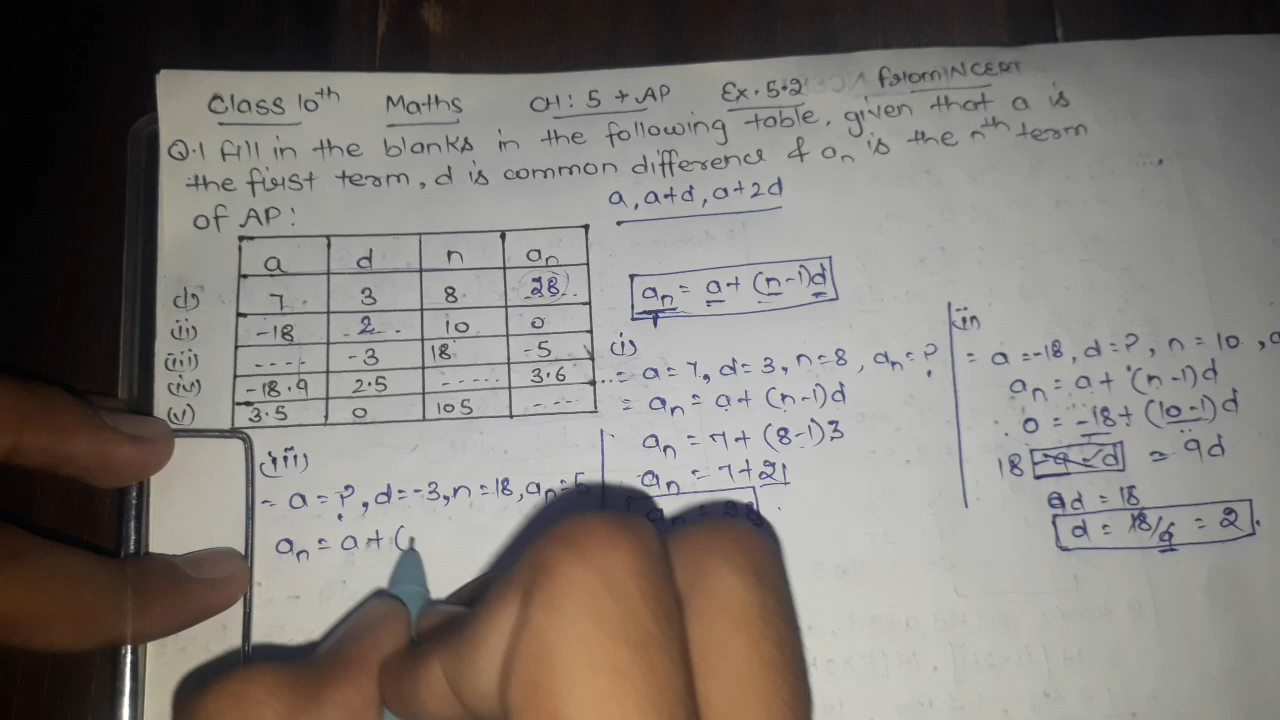 Class 10th Maths CH: 5 + AP Ex. 5.2 from NCERT
Q.1 Fill in the blanks in the following table, given that a is
the first term, d is common difference & an is the nth term
of AP:
a, a+d, a+2d
a d n an
(i) 7 3 8 28
(ii) -18 2 10 0
(iii) .... -3 18 -5
(iv) -18.9 2.5 ..... 3.6
(v) 3.5 0 105 ----
an = a + (n-1)d
(i)
= a=7, d=3, n=8, an=?
= an = a + (n-1)d
an = 7 + (8-1)3
an = 7+21
an = 28
(ii)
= a=-18, d=?, n=10, a
an = a + (n-1)d
0 = -18 + (10-1)d
18 = 9d
9d = 18
d = 18/9 = 2
(iii)
= a=?, d=-3, n=18, an=5
an = a + (